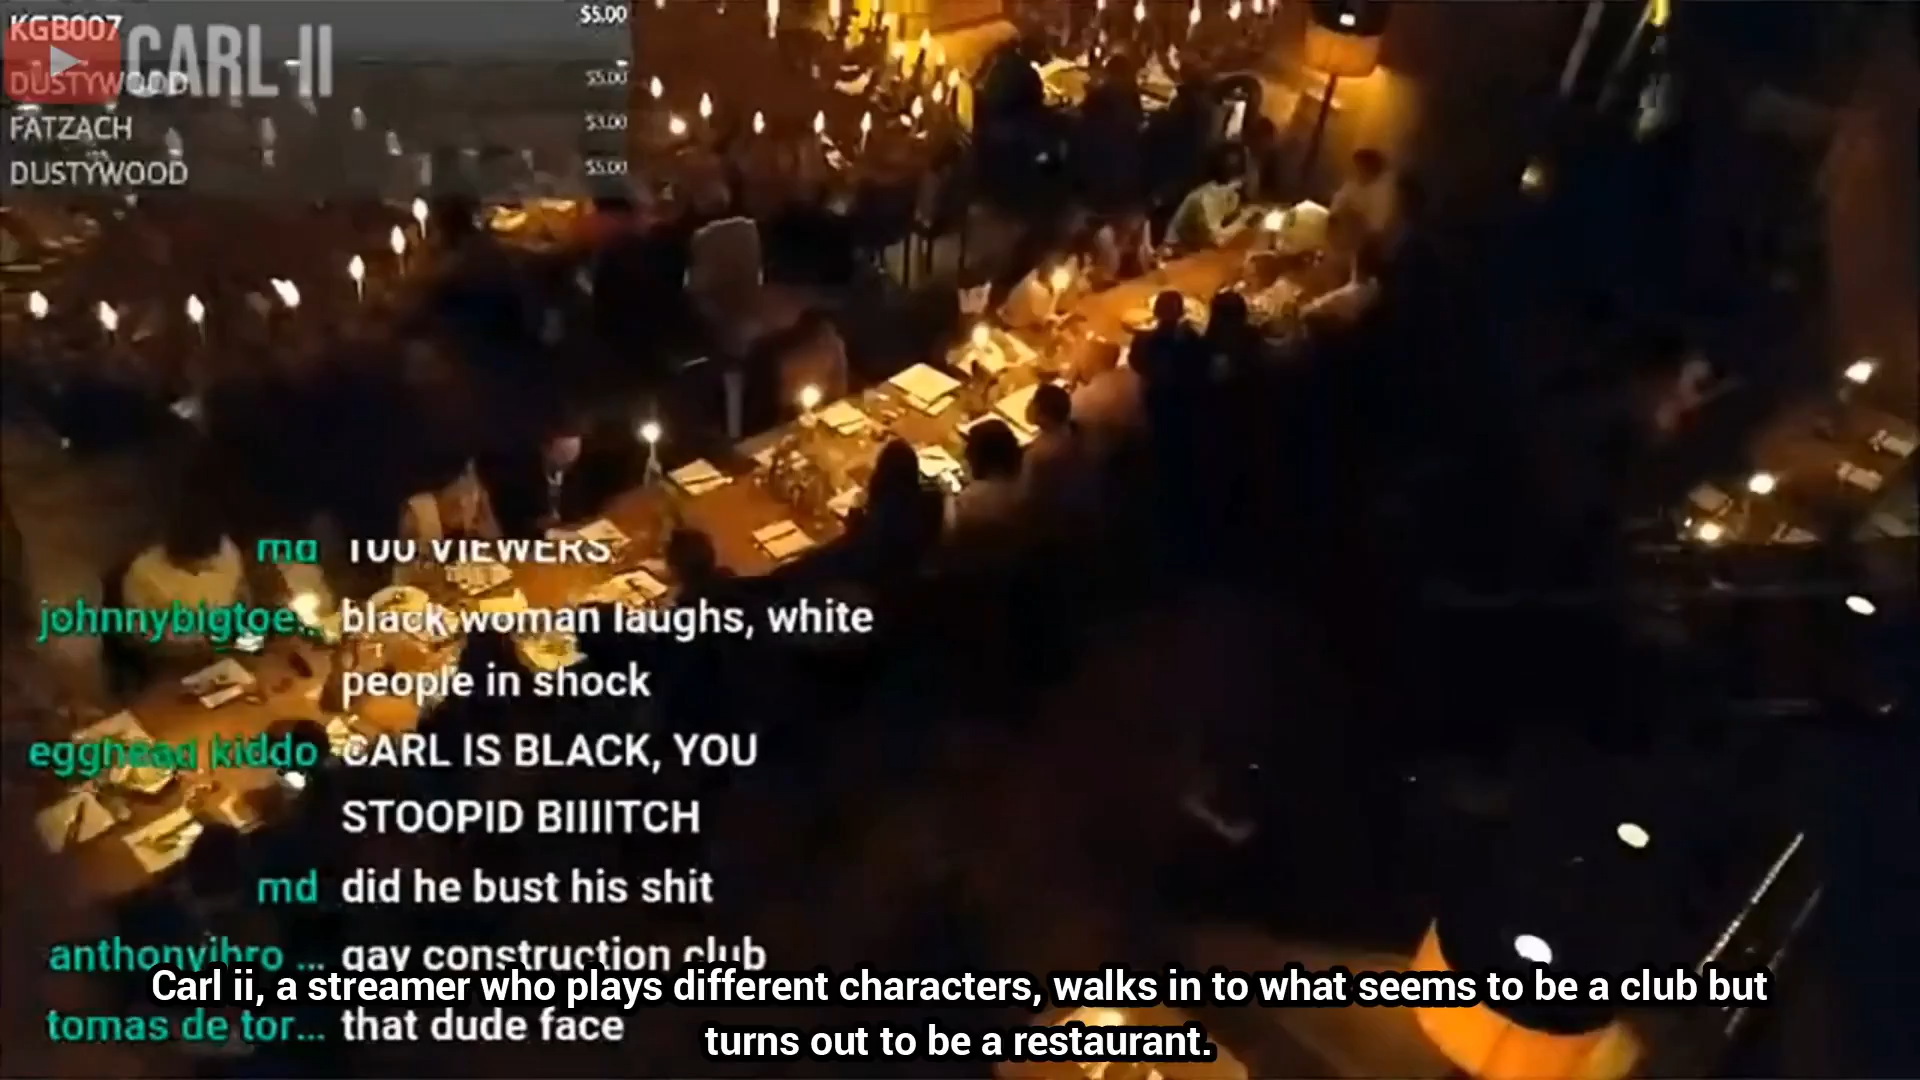 KGB007 $5.00
CARL II
DUSTYWOOD $5.00
FATZACH $3.00
DUSTYWOOD $5.00
md 100 VIEWERS
johnnybigtoe... black woman laughs, white
people in shock
egghead kiddo CARL IS BLACK, YOU
STOOPID BIIIITCH
md did he bust his shit
anthonyibro ... gay construction club
Carl ii, a streamer who plays different characters, walks in to what seems to be a club but
tomas de tor... that dude face
turns out to be a restaurant.